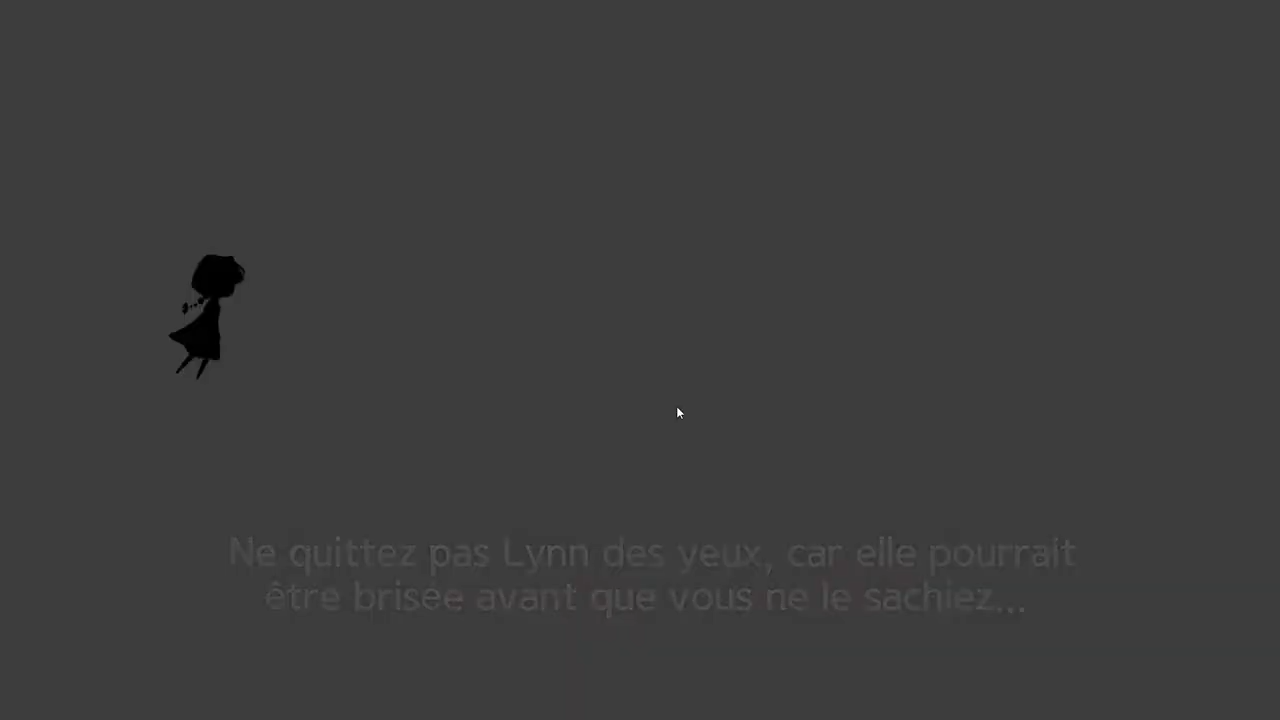 Ne quittez pas Lynn des yeux, car elle pourrait
être brisée avant que vous ne le sachiez...